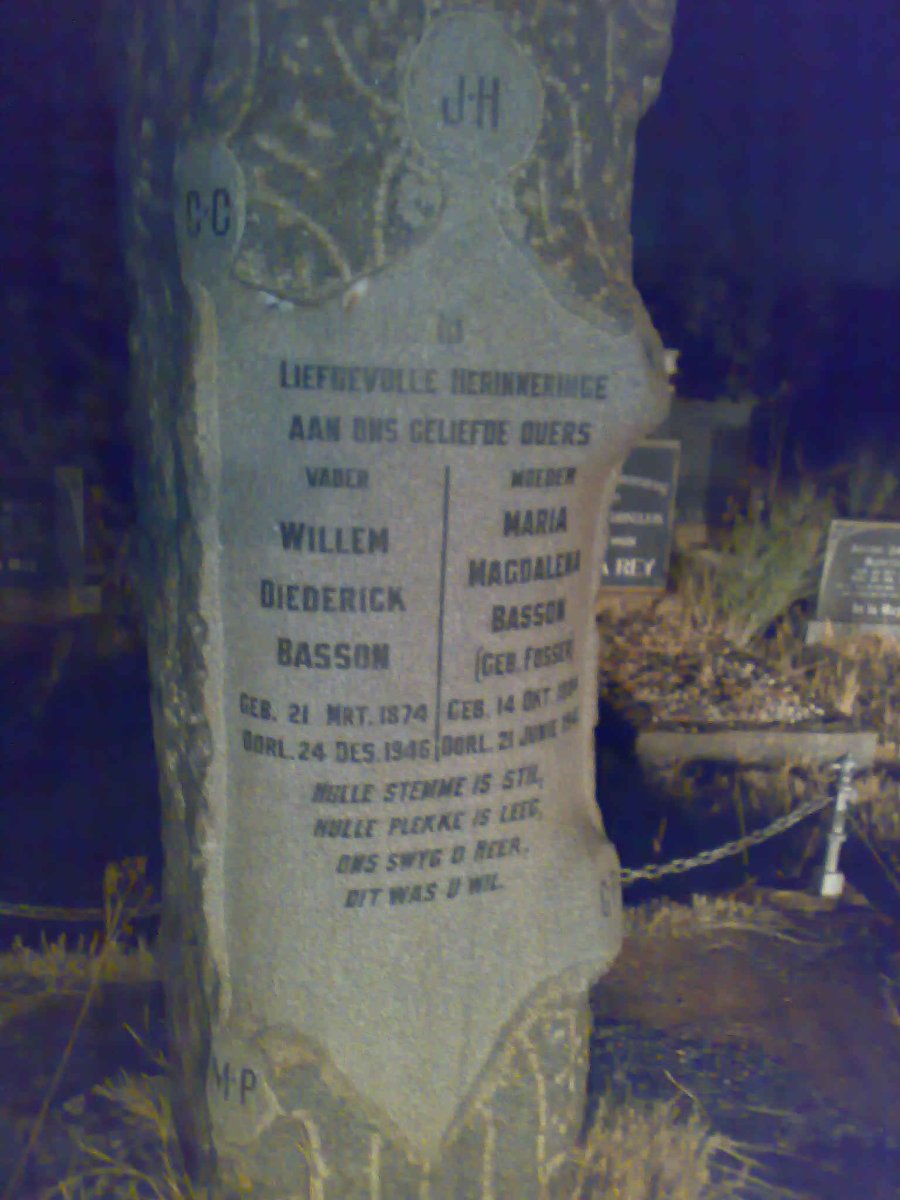 J·H
C·C
IN
LIEFDEVOLLE HERINNERINGE
AAN ONS GELIEFDE OUERS
VADER
WILLEM
DIEDERICK
BASSON
GEB. 21 MRT. 1874
OORL. 24 DES. 1946
MOEDER
MARIA
MAGDALENA
BASSON
(GEB. FOSSER
GEB. 14 OKT.
OORL. 21 JUNIE
HULLE STEMME IS STIL,
HULLE PLEKKE IS LEEG,
ONS SWYG O HEER,
DIT WAS U WIL.
M·P
REY